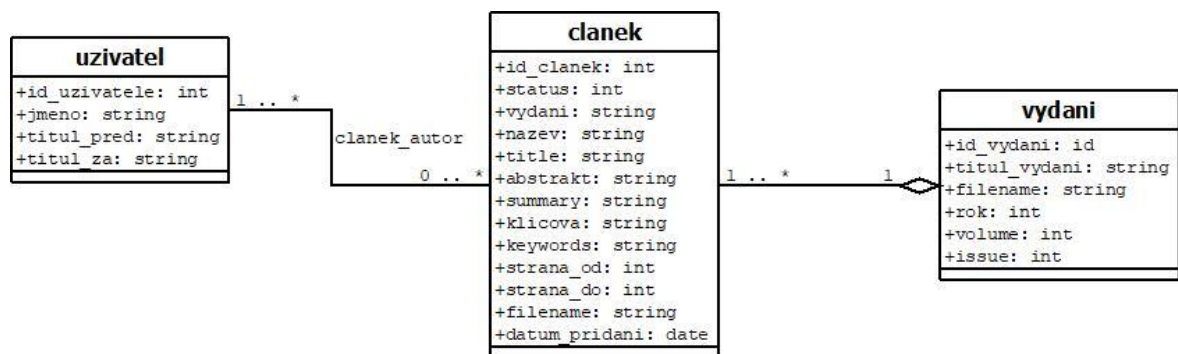 uzivatel
+id_uzivatele: int
+jmeno: string
+titul_pred: string
+titul_za: string
1 .. *
clanek_autor
0 .. *
clanek
+id_clanek: int
+status: int
+vydani: string
+nazev: string
+title: string
+abstrakt: string
+summary: string
+klicova: string
+keywords: string
+strana_od: int
+strana_do: int
+filename: string
+datum_pridani: date
1 .. *
1
vydani
+id_vydani: id
+titul_vydani: string
+filename: string
+rok: int
+volume: int
+issue: int